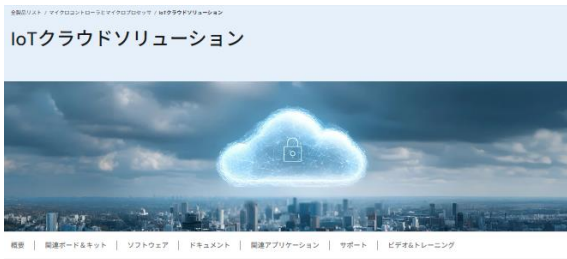 全製品リスト / マイクロコントローラとマイクロプロセッサ / IoTクラウドソリューション
IoTクラウドソリューション
概要 | 関連ボード&キット | ソフトウェア | ドキュメント | 関連アプリケーション | サポート | ビデオ&トレーニング